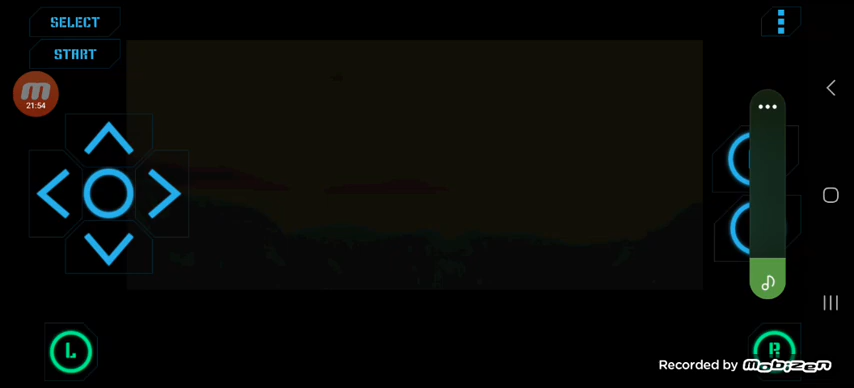 SELECT
START
21:54
L
R
Recorded by mobizen